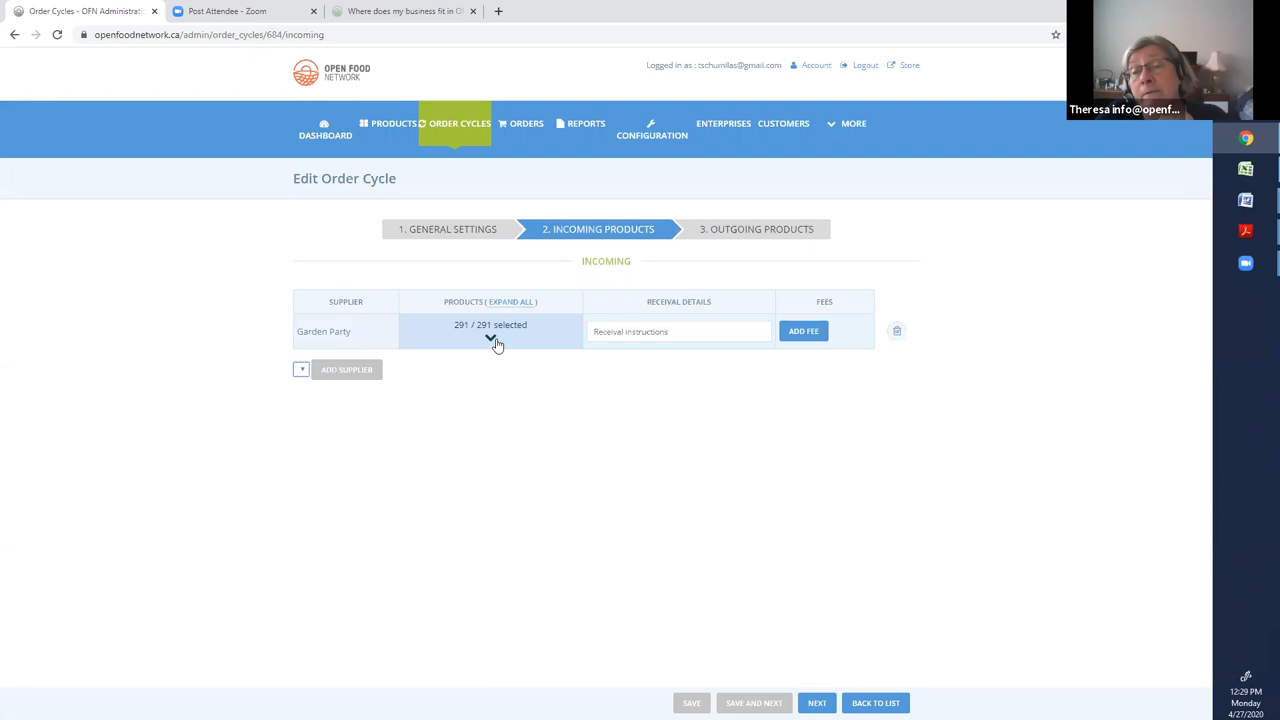 Order Cycles - OFN Administrati
Post Attendee - Zoom
Where does my business fit in O
openfoodnetwork.ca/admin/order_cycles/684/incoming
OPEN FOOD
NETWORK
Logged in as : tschumilas@gmail.com Account Logout Store
Theresa info@openf...
DASHBOARD
PRODUCTS
ORDER CYCLES
ORDERS
REPORTS
CONFIGURATION
ENTERPRISES
CUSTOMERS
MORE
Edit Order Cycle
1. GENERAL SETTINGS
2. INCOMING PRODUCTS
3. OUTGOING PRODUCTS
INCOMING
SUPPLIER
PRODUCTS ( EXPAND ALL )
RECEIVAL DETAILS
FEES
Garden Party
291 / 291 selected
Receival instructions
ADD FEE
ADD SUPPLIER
SAVE
SAVE AND NEXT
NEXT
BACK TO LIST
12:29 PM
Monday
4/27/2020